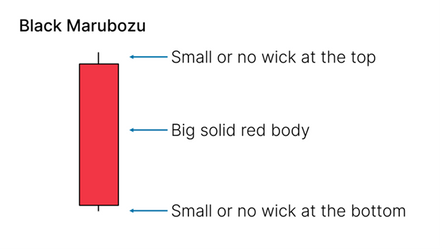 Black Marubozu
Small or no wick at the top
Big solid red body
Small or no wick at the bottom